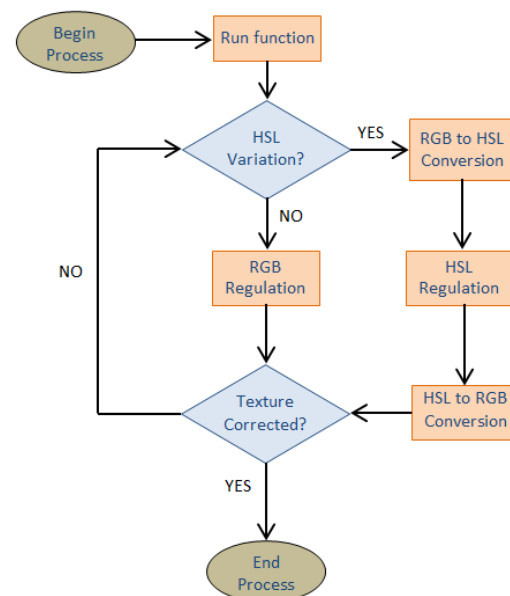 Begin
Process
Run function
HSL
Variation?
YES
RGB to HSL
Conversion
NO
NO
RGB
Regulation
HSL
Regulation
Texture
Corrected?
HSL to RGB
Conversion
YES
End
Process